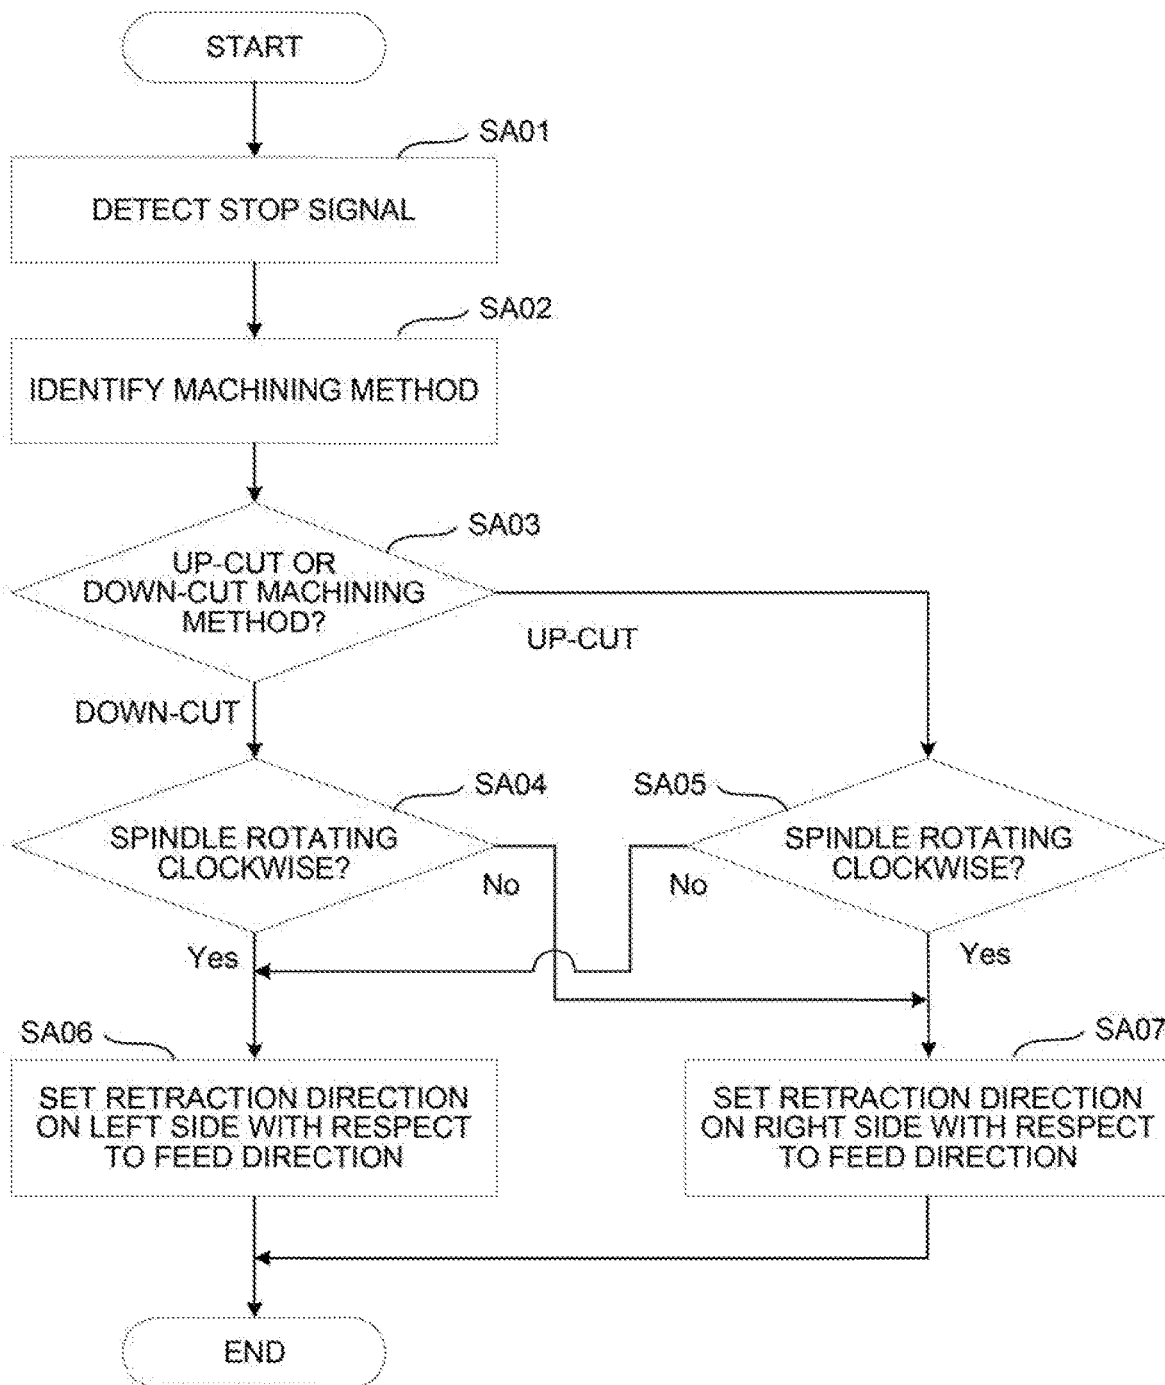 START
SA01
DETECT STOP SIGNAL
SA02
IDENTIFY MACHINING METHOD
SA03
UP-CUT OR
DOWN-CUT MACHINING
METHOD?
UP-CUT
DOWN-CUT
SA04
SPINDLE ROTATING
CLOCKWISE?
No
Yes
SA05
SPINDLE ROTATING
CLOCKWISE?
No
Yes
SA06
SET RETRACTION DIRECTION
ON LEFT SIDE WITH RESPECT
TO FEED DIRECTION
SA07
SET RETRACTION DIRECTION
ON RIGHT SIDE WITH RESPECT
TO FEED DIRECTION
END